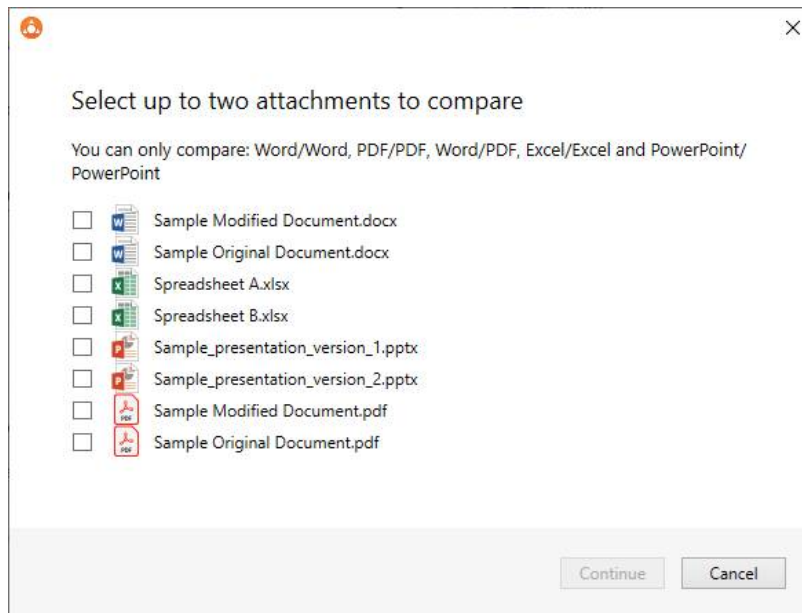 Select up to two attachments to compare
You can only compare: Word/Word, PDF/PDF, Word/PDF, Excel/Excel and PowerPoint/
PowerPoint
W Sample Modified Document.docx
W Sample Original Document.docx
X Spreadsheet A.xlsx
X Spreadsheet B.xlsx
P Sample_presentation_version_1.pptx
P Sample_presentation_version_2.pptx
PDF Sample Modified Document.pdf
PDF Sample Original Document.pdf
Continue Cancel